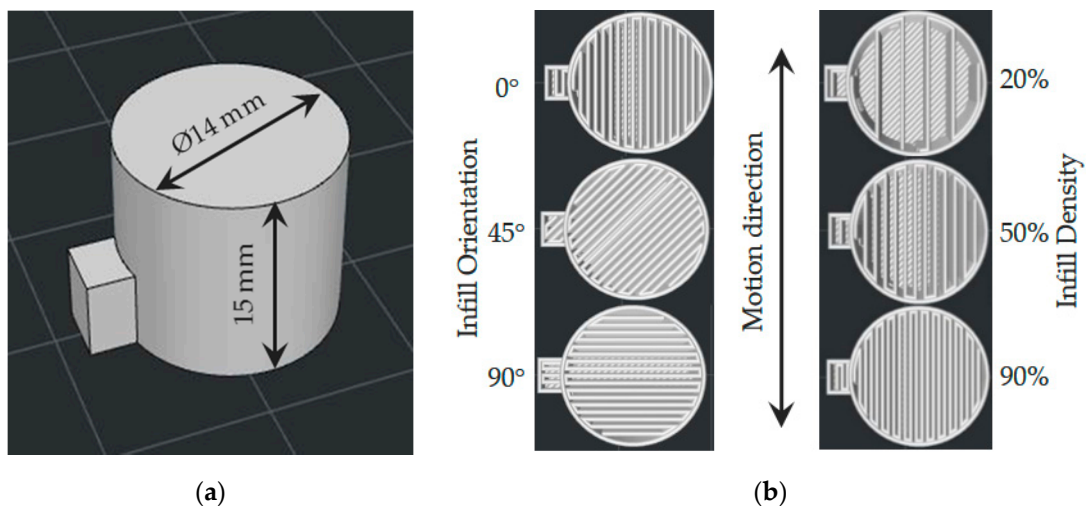 Ø14 mm
15 mm
(a)
Infill Orientation
0°
45°
90°
Motion direction
20%
50%
90%
Infill Density
(b)